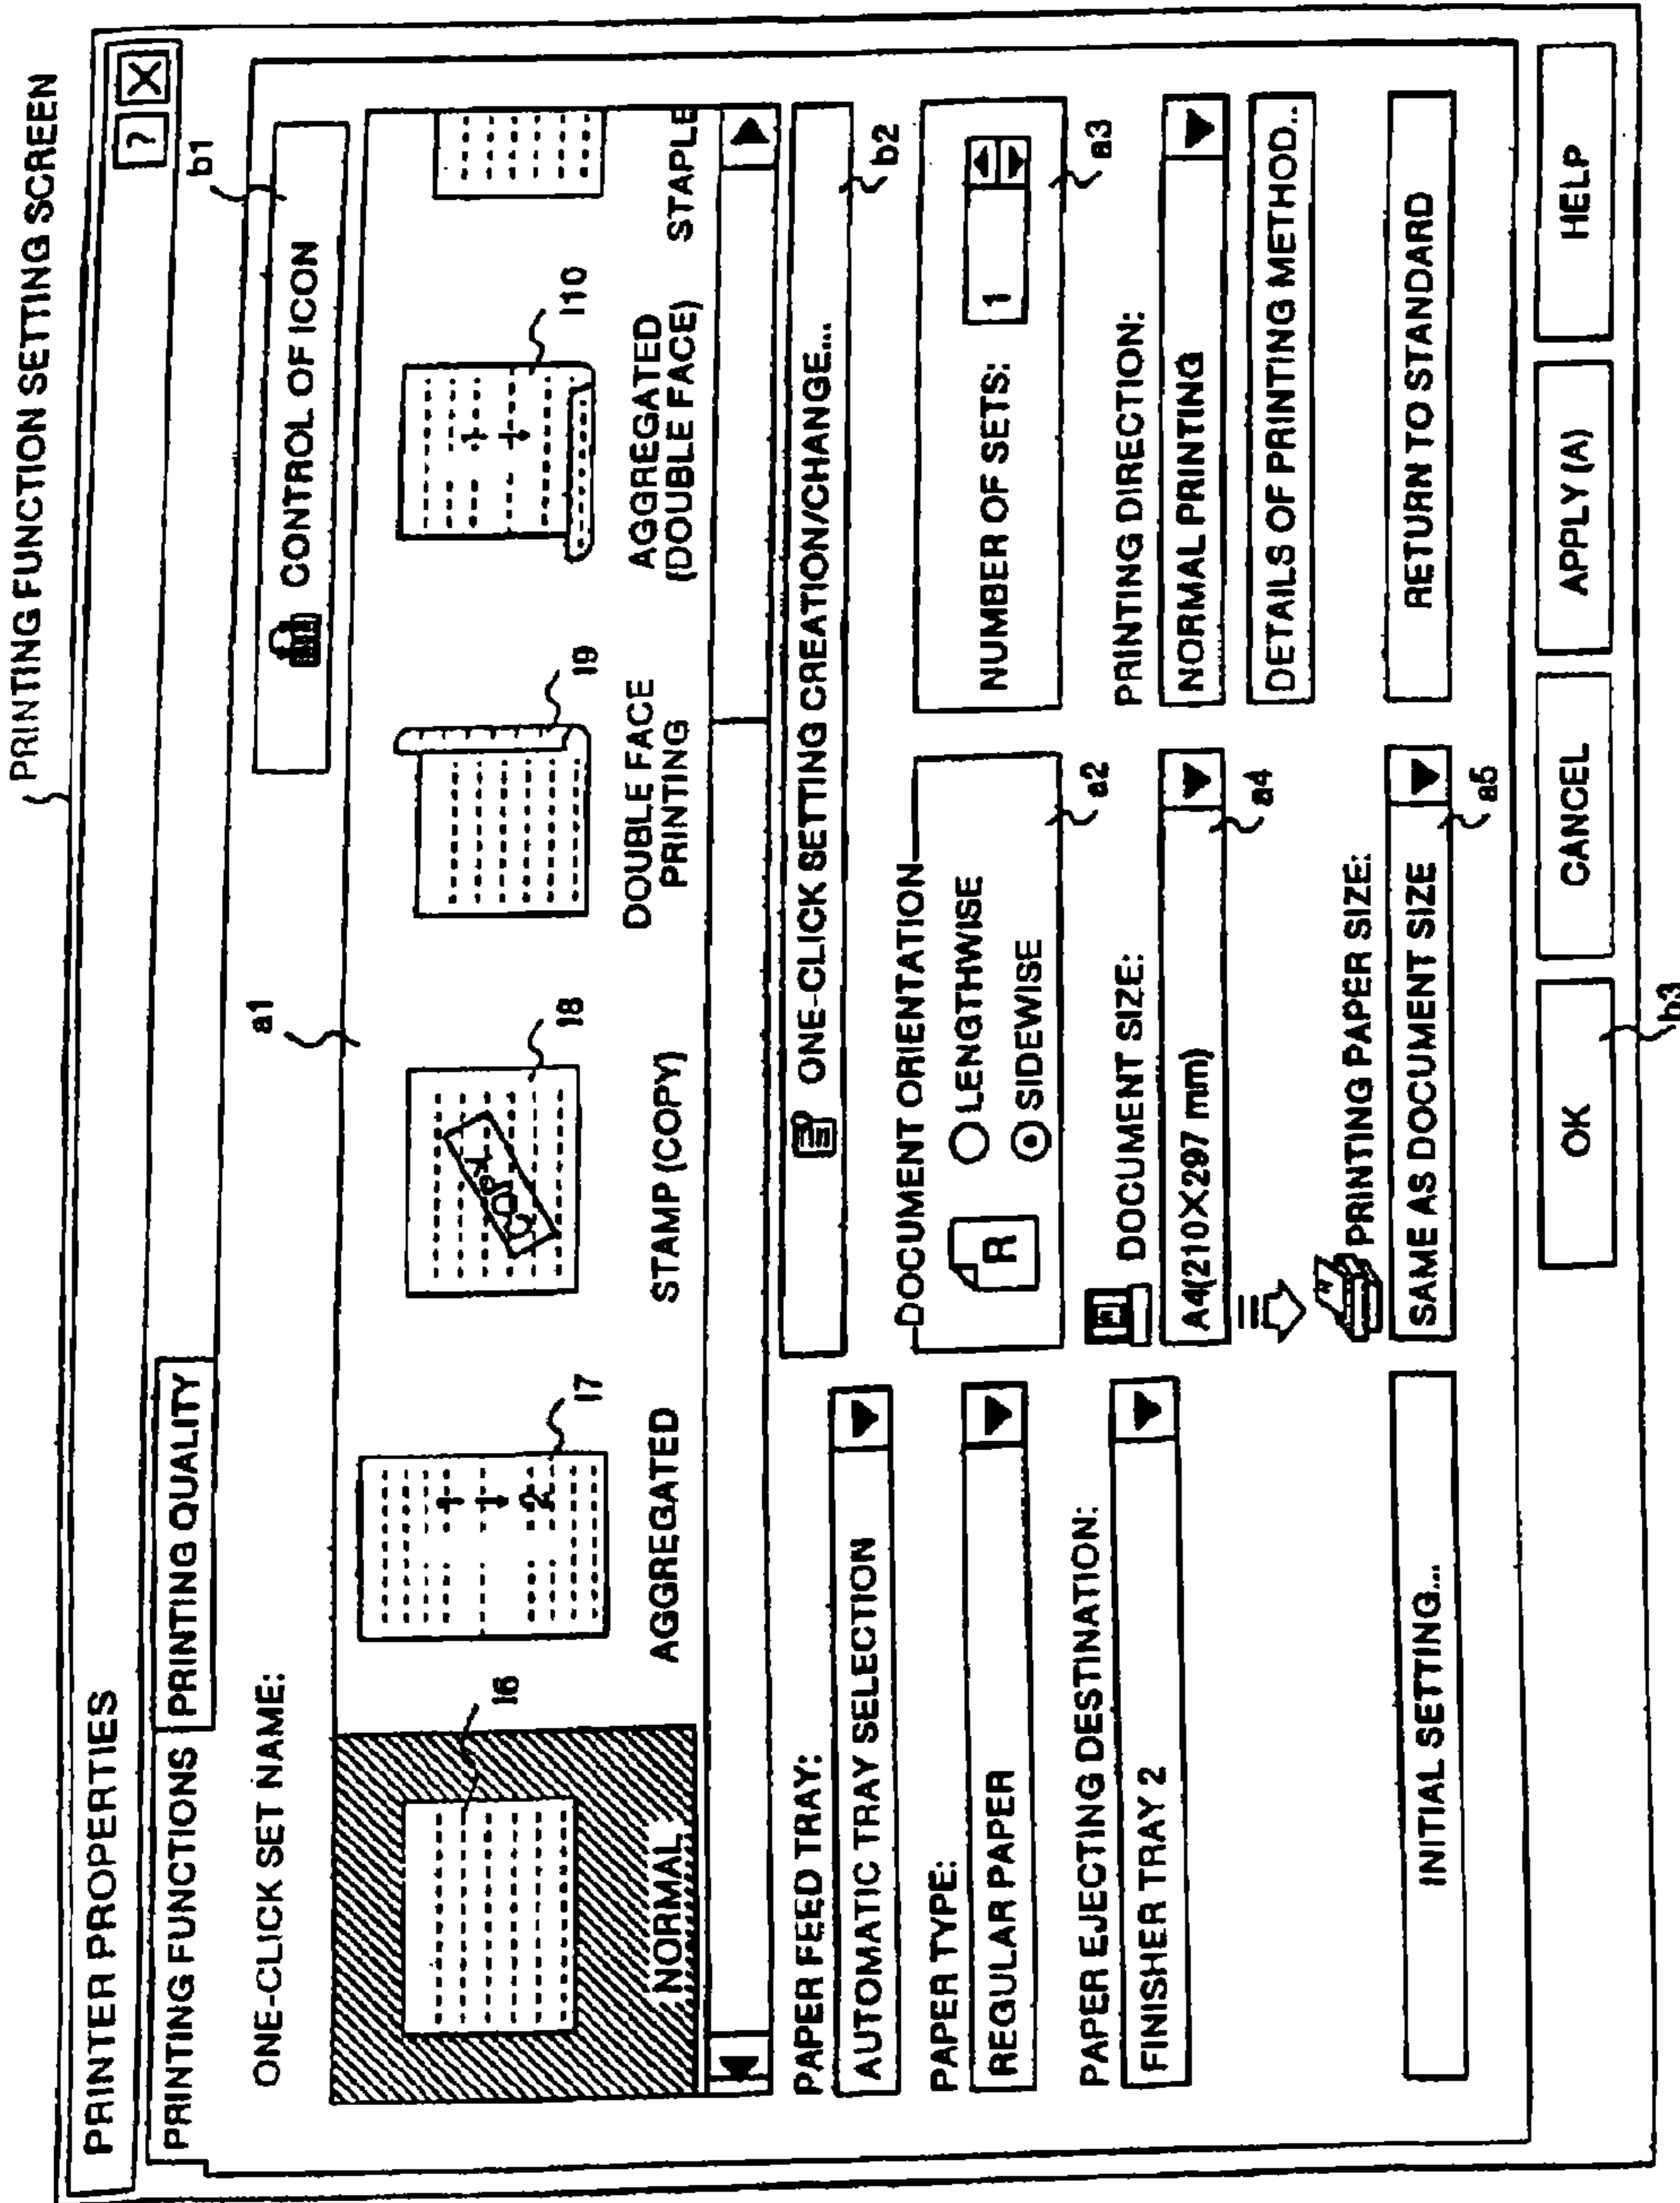 PRINTING FUNCTION SETTING SCREEN
PRINTER PROPERTIES
?
X
PRINTING FUNCTIONS
PRINTING QUALITY
b1
ONE-CLICK SET NAME:
a1
CONTROL OF ICON
I6
I7
I8
I9
I10
1
2
COPY
1
NORMAL
AGGREGATED
STAMP (COPY)
DOUBLE FACE
PRINTING
AGGREGATED
(DOUBLE FACE)
STAPLE
PAPER FEED TRAY:
AUTOMATIC TRAY SELECTION
ONE-CLICK SETTING CREATION/CHANGE...
b2
PAPER TYPE:
REGULAR PAPER
DOCUMENT ORIENTATION
R
LENGTHWISE
SIDEWISE
a2
NUMBER OF SETS:
1
a3
PAPER EJECTING DESTINATION:
FINISHER TRAY 2
DOCUMENT SIZE:
A4(210X297 mm)
a4
PRINTING DIRECTION:
NORMAL PRINTING
DETAILS OF PRINTING METHOD..
PRINTING PAPER SIZE:
SAME AS DOCUMENT SIZE
a5
INITIAL SETTING...
RETURN TO STANDARD
OK
CANCEL
APPLY (A)
HELP
b3